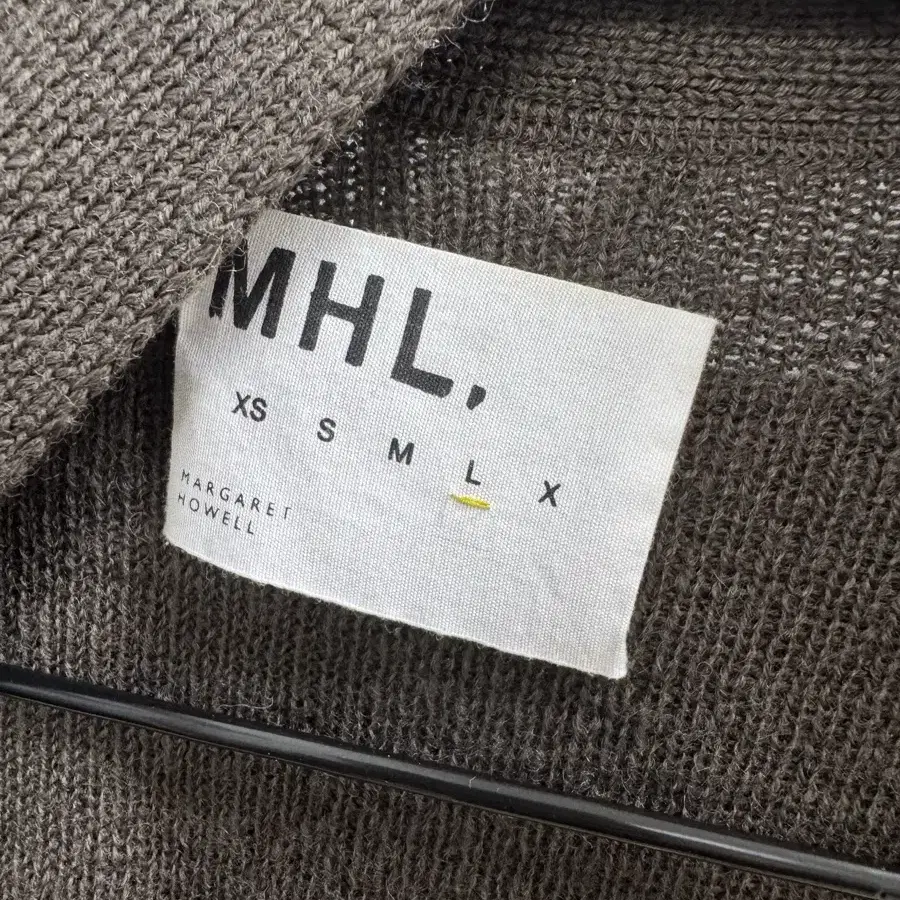 MHL.
XS S M L X
MARGARET
HOWELL